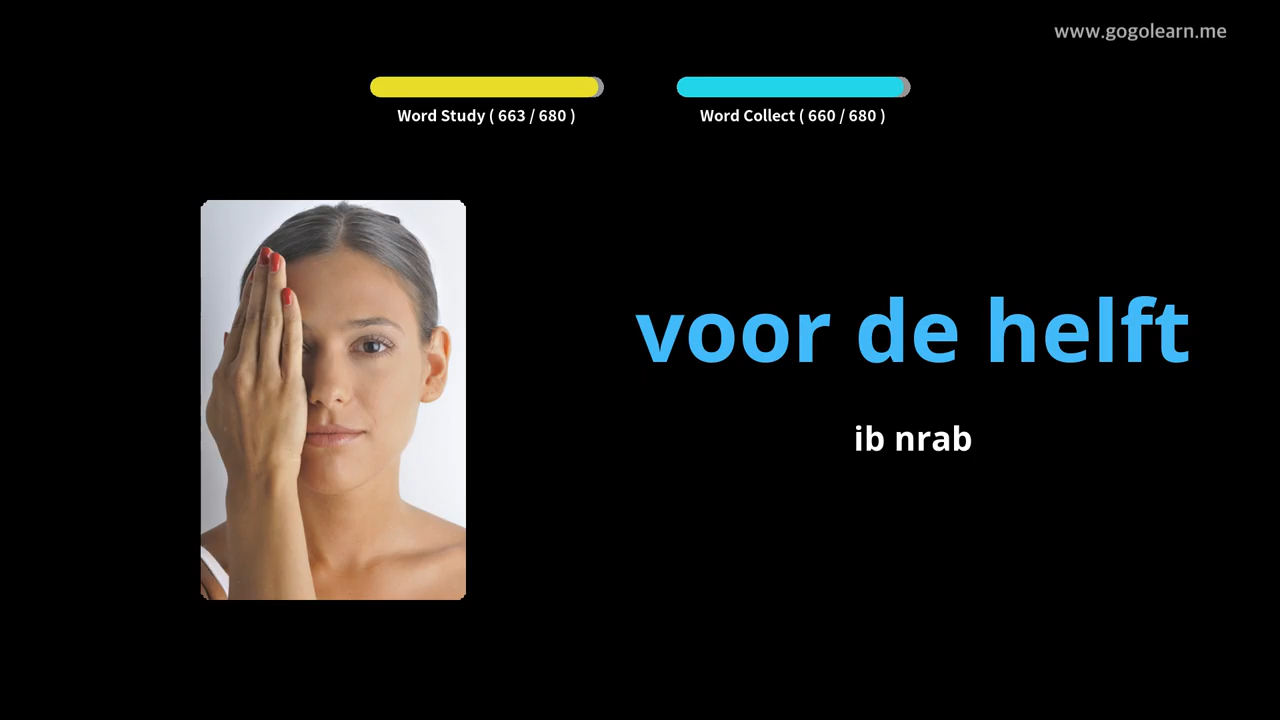 www.gogolearn.me
Word Study ( 663 / 680 )
Word Collect ( 660 / 680 )
voor de helft
ib nrab